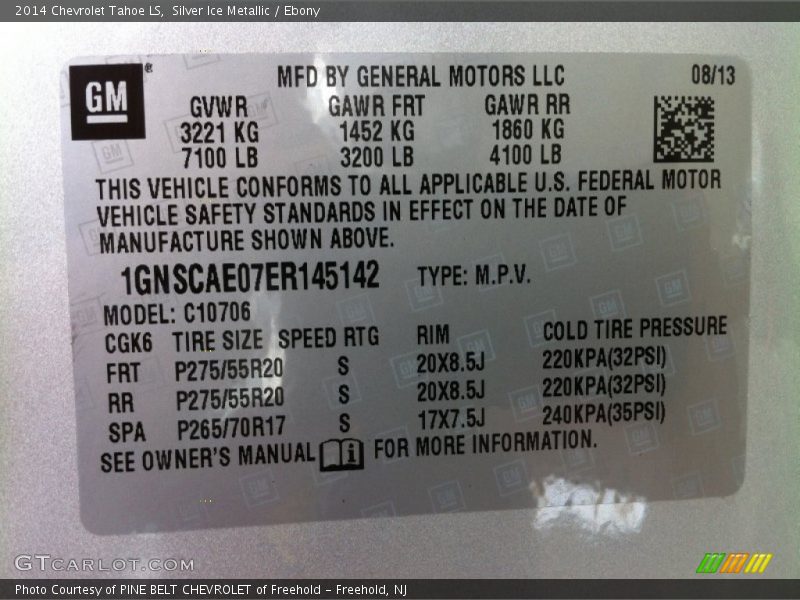 2014 Chevrolet Tahoe LS,  Silver Ice Metallic / Ebony
GM ®
MFD BY GENERAL MOTORS LLC 08/13
GVWR GAWR FRT GAWR RR
3221 KG 1452 KG 1860 KG
7100 LB 3200 LB 4100 LB
THIS VEHICLE CONFORMS TO ALL APPLICABLE U.S. FEDERAL MOTOR
VEHICLE SAFETY STANDARDS IN EFFECT ON THE DATE OF
MANUFACTURE SHOWN ABOVE.
1GNSCAE07ER145142 TYPE: M.P.V.
MODEL: C10706
CGK6 TIRE SIZE SPEED RTG RIM COLD TIRE PRESSURE
FRT P275/55R20 S 20X8.5J 220KPA(32PSI)
RR P275/55R20 S 20X8.5J 220KPA(32PSI)
SPA P265/70R17 S 17X7.5J 240KPA(35PSI)
SEE OWNER'S MANUAL i FOR MORE INFORMATION.
GTCARLOT.COM
Photo Courtesy of PINE BELT CHEVROLET of Freehold – Freehold, NJ